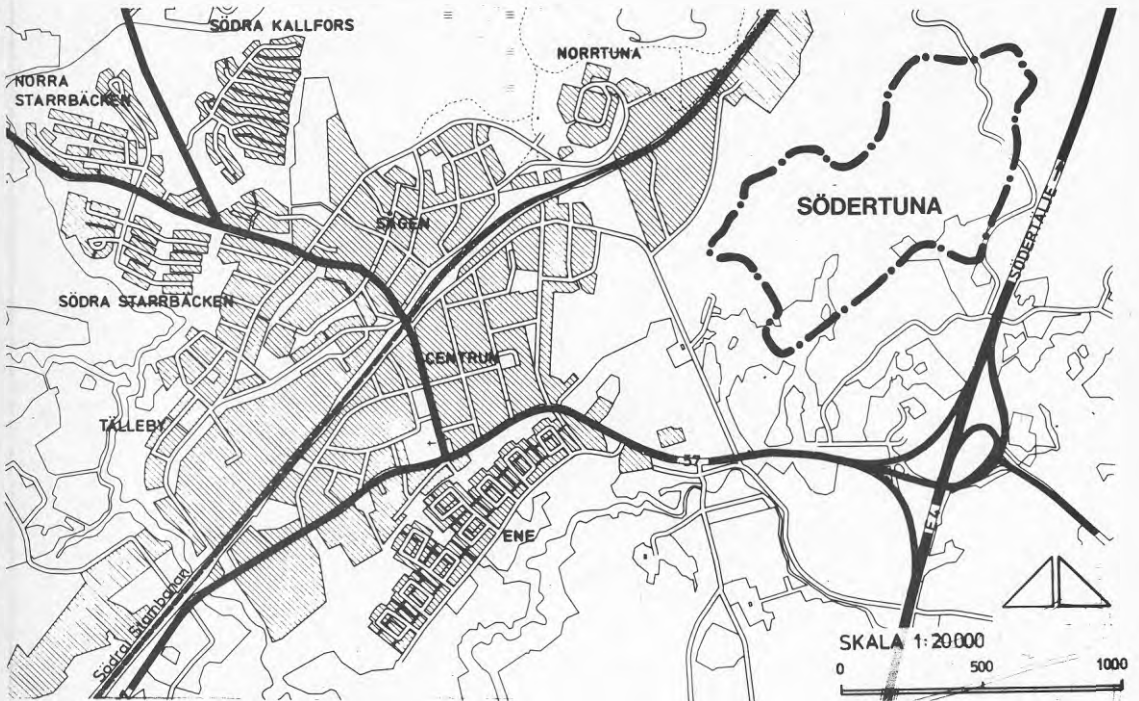 SÖDRA KALLFORS
NORRTUNA
NORRA
STARRBÄCKEN
SÖDERTUNA
SÅGEN
SÖDERTÄLJE
SÖDRA STARRBÄCKEN
CENTRUM
TÄLLEBY
57
E4
ENE
Södra Stambanan
SKALA 1:20000
0 500 1000